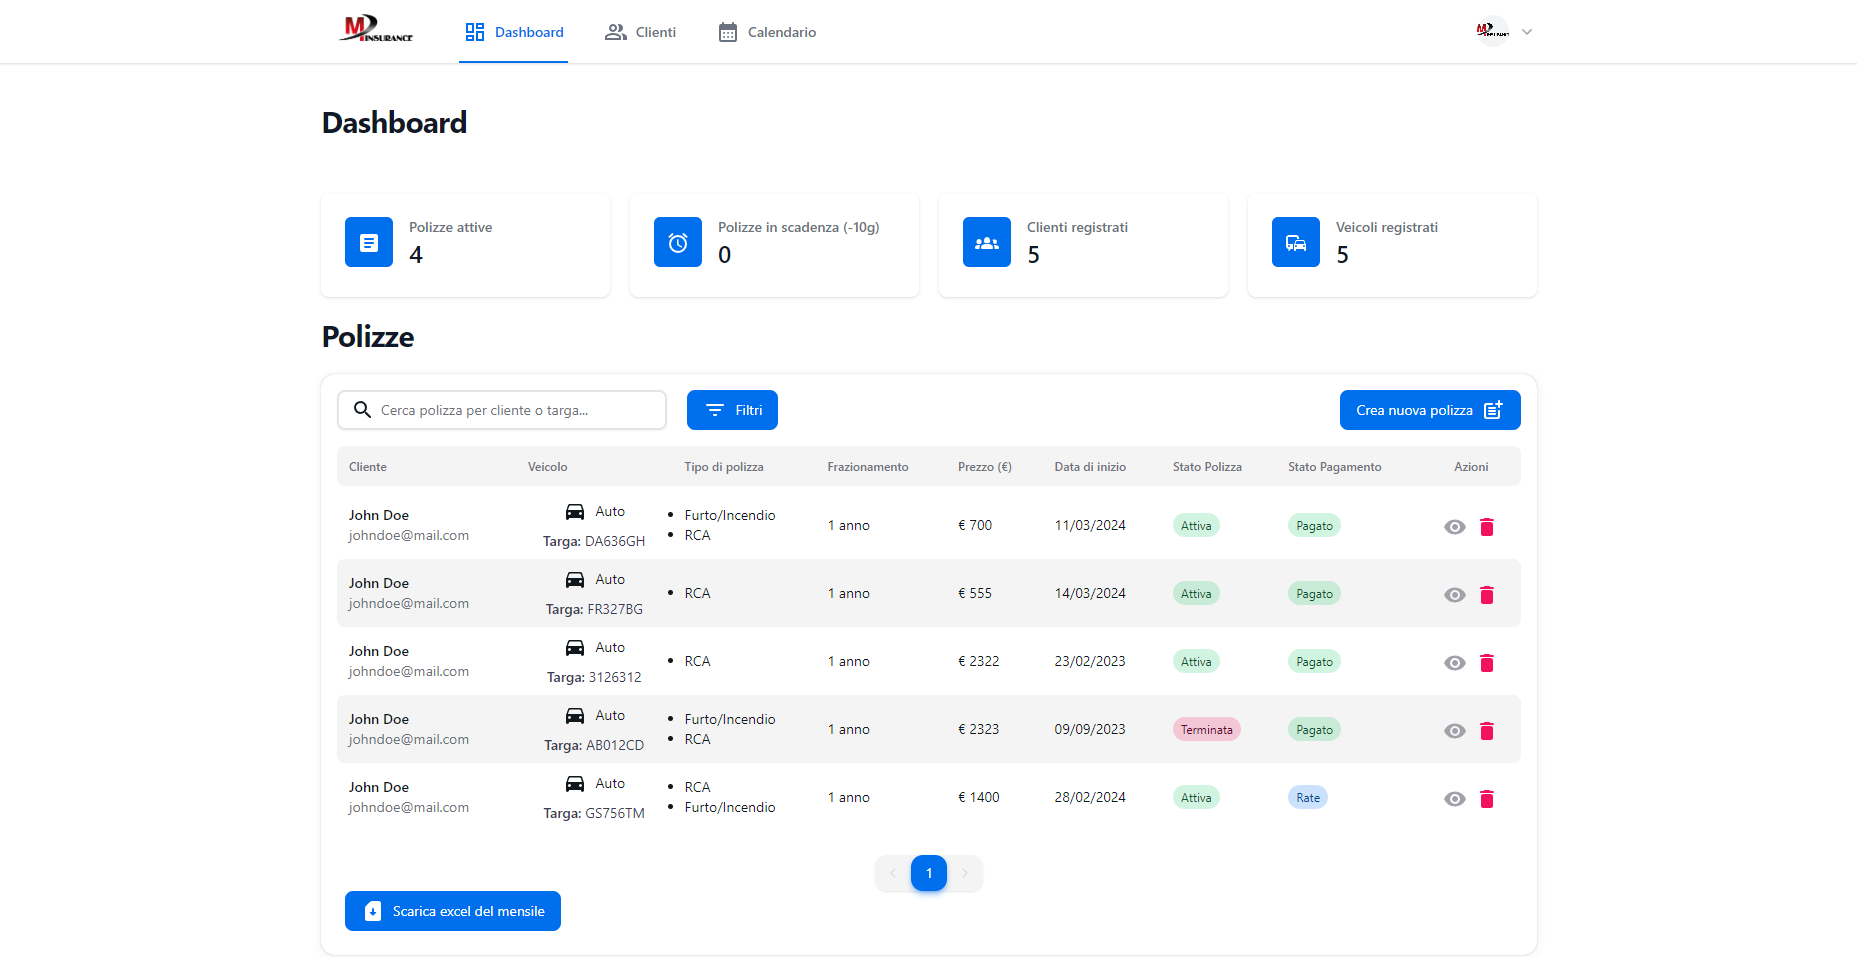 MP INSURANCE
Dashboard
Clienti
Calendario
Dashboard
Polizze attive
4
Polizze in scadenza (-10g)
0
Clienti registrati
5
Veicoli registrati
5
Polizze
Cerca polizza per cliente o targa...
Filtri
Crea nuova polizza
Cliente Veicolo Tipo di polizza Frazionamento Prezzo (€) Data di inizio Stato Polizza Stato Pagamento Azioni
John Doe
johndoe@mail.com
Auto
Targa: DA636GH
• Furto/Incendio
• RCA
1 anno
€ 700
11/03/2024
Attiva
Pagato
John Doe
johndoe@mail.com
Auto
Targa: FR327BG
• RCA
1 anno
€ 555
14/03/2024
Attiva
Pagato
John Doe
johndoe@mail.com
Auto
Targa: 3126312
• RCA
1 anno
€ 2322
23/02/2023
Attiva
Pagato
John Doe
johndoe@mail.com
Auto
Targa: AB012CD
• Furto/Incendio
• RCA
1 anno
€ 2323
09/09/2023
Terminata
Pagato
John Doe
johndoe@mail.com
Auto
Targa: GS756TM
• RCA
• Furto/Incendio
1 anno
€ 1400
28/02/2024
Attiva
Rate
1
Scarica excel del mensile